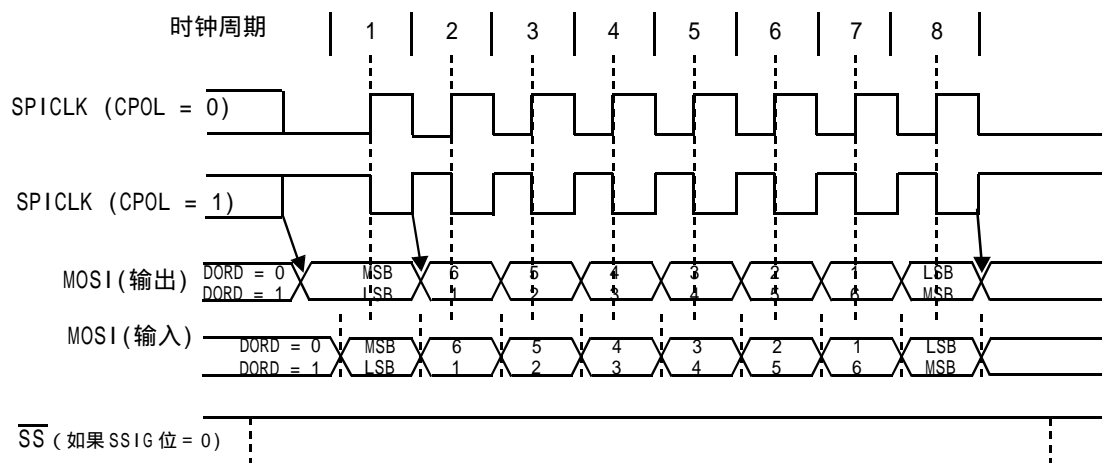 时钟周期 1 2 3 4 5 6 7 8
SPICLK (CPOL = 0)
SPICLK (CPOL = 1)
MOSI(输出) DORD = 0 MSB 6 5 4 3 2 1 LSB
DORD = 1 LSB 1 2 3 4 5 6 MSB
MOSI(输入) DORD = 0 MSB 6 5 4 3 2 1 LSB
DORD = 1 LSB 1 2 3 4 5 6 MSB
SS (如果SSIG位= 0)